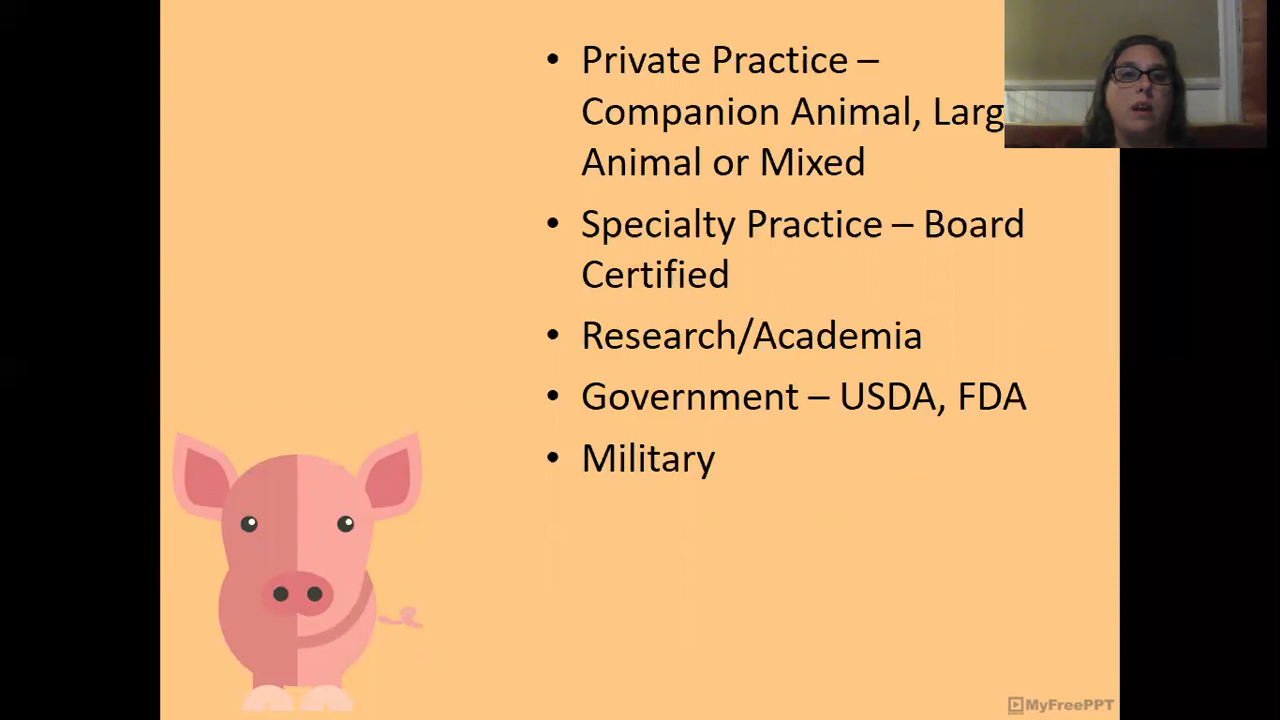 • Private Practice –
Companion Animal, Larg
Animal or Mixed
• Specialty Practice – Board
Certified
• Research/Academia
• Government – USDA, FDA
• Military
MyFreePPT